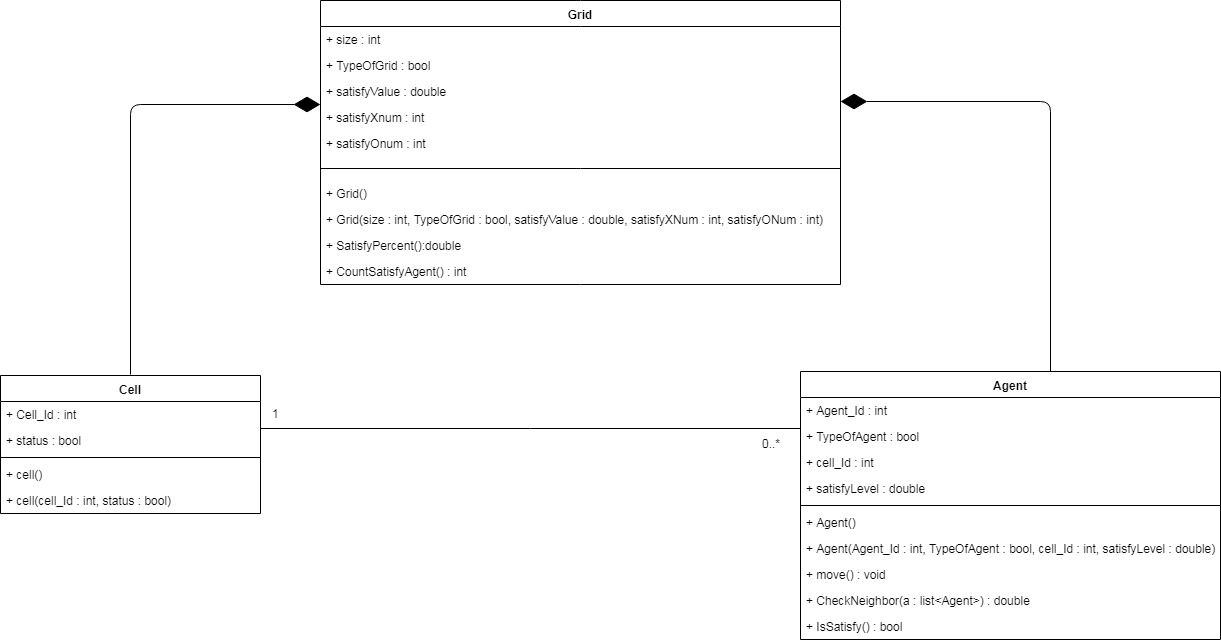 Grid
+ size : int
+ TypeOfGrid : bool
+ satisfyValue : double
+ satisfyXnum : int
+ satisfyOnum : int
+ Grid()
+ Grid(size : int, TypeOfGrid : bool, satisfyValue : double, satisfyXNum : int, satisfyONum : int)
+ SatisfyPercent():double
+ CountSatisfyAgent() : int
Cell
+ Cell_Id : int
+ status : bool
+ cell()
+ cell(cell_Id : int, status : bool)
1
0..*
Agent
+ Agent_Id : int
+ TypeOfAgent : bool
+ cell_Id : int
+ satisfyLevel : double
+ Agent()
+ Agent(Agent_Id : int, TypeOfAgent : bool, cell_Id : int, satisfyLevel : double)
+ move() : void
+ CheckNeighbor(a : list<Agent>) : double
+ IsSatisfy() : bool